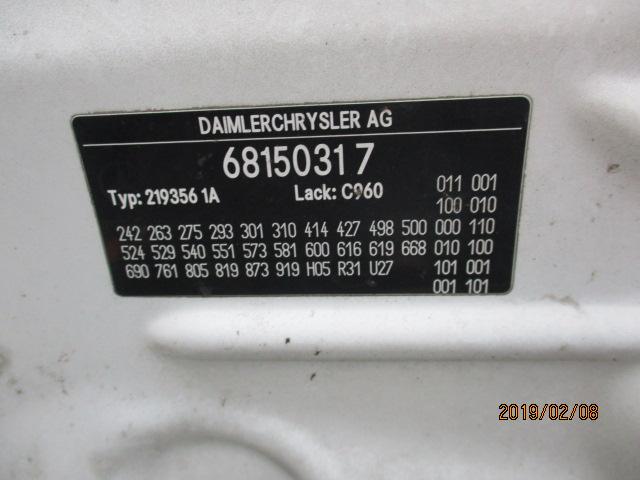 DAIMLERCHRYSLER AG
68150317
Typ: 219356 1A Lack: C960
011 001
100 010
242 263 275 293 301 310 414 427 498 500 000 110
524 529 540 551 573 581 600 616 619 668 010 100
690 761 805 819 873 919 H05 R31 U27 101 001
001 101
2019/02/08